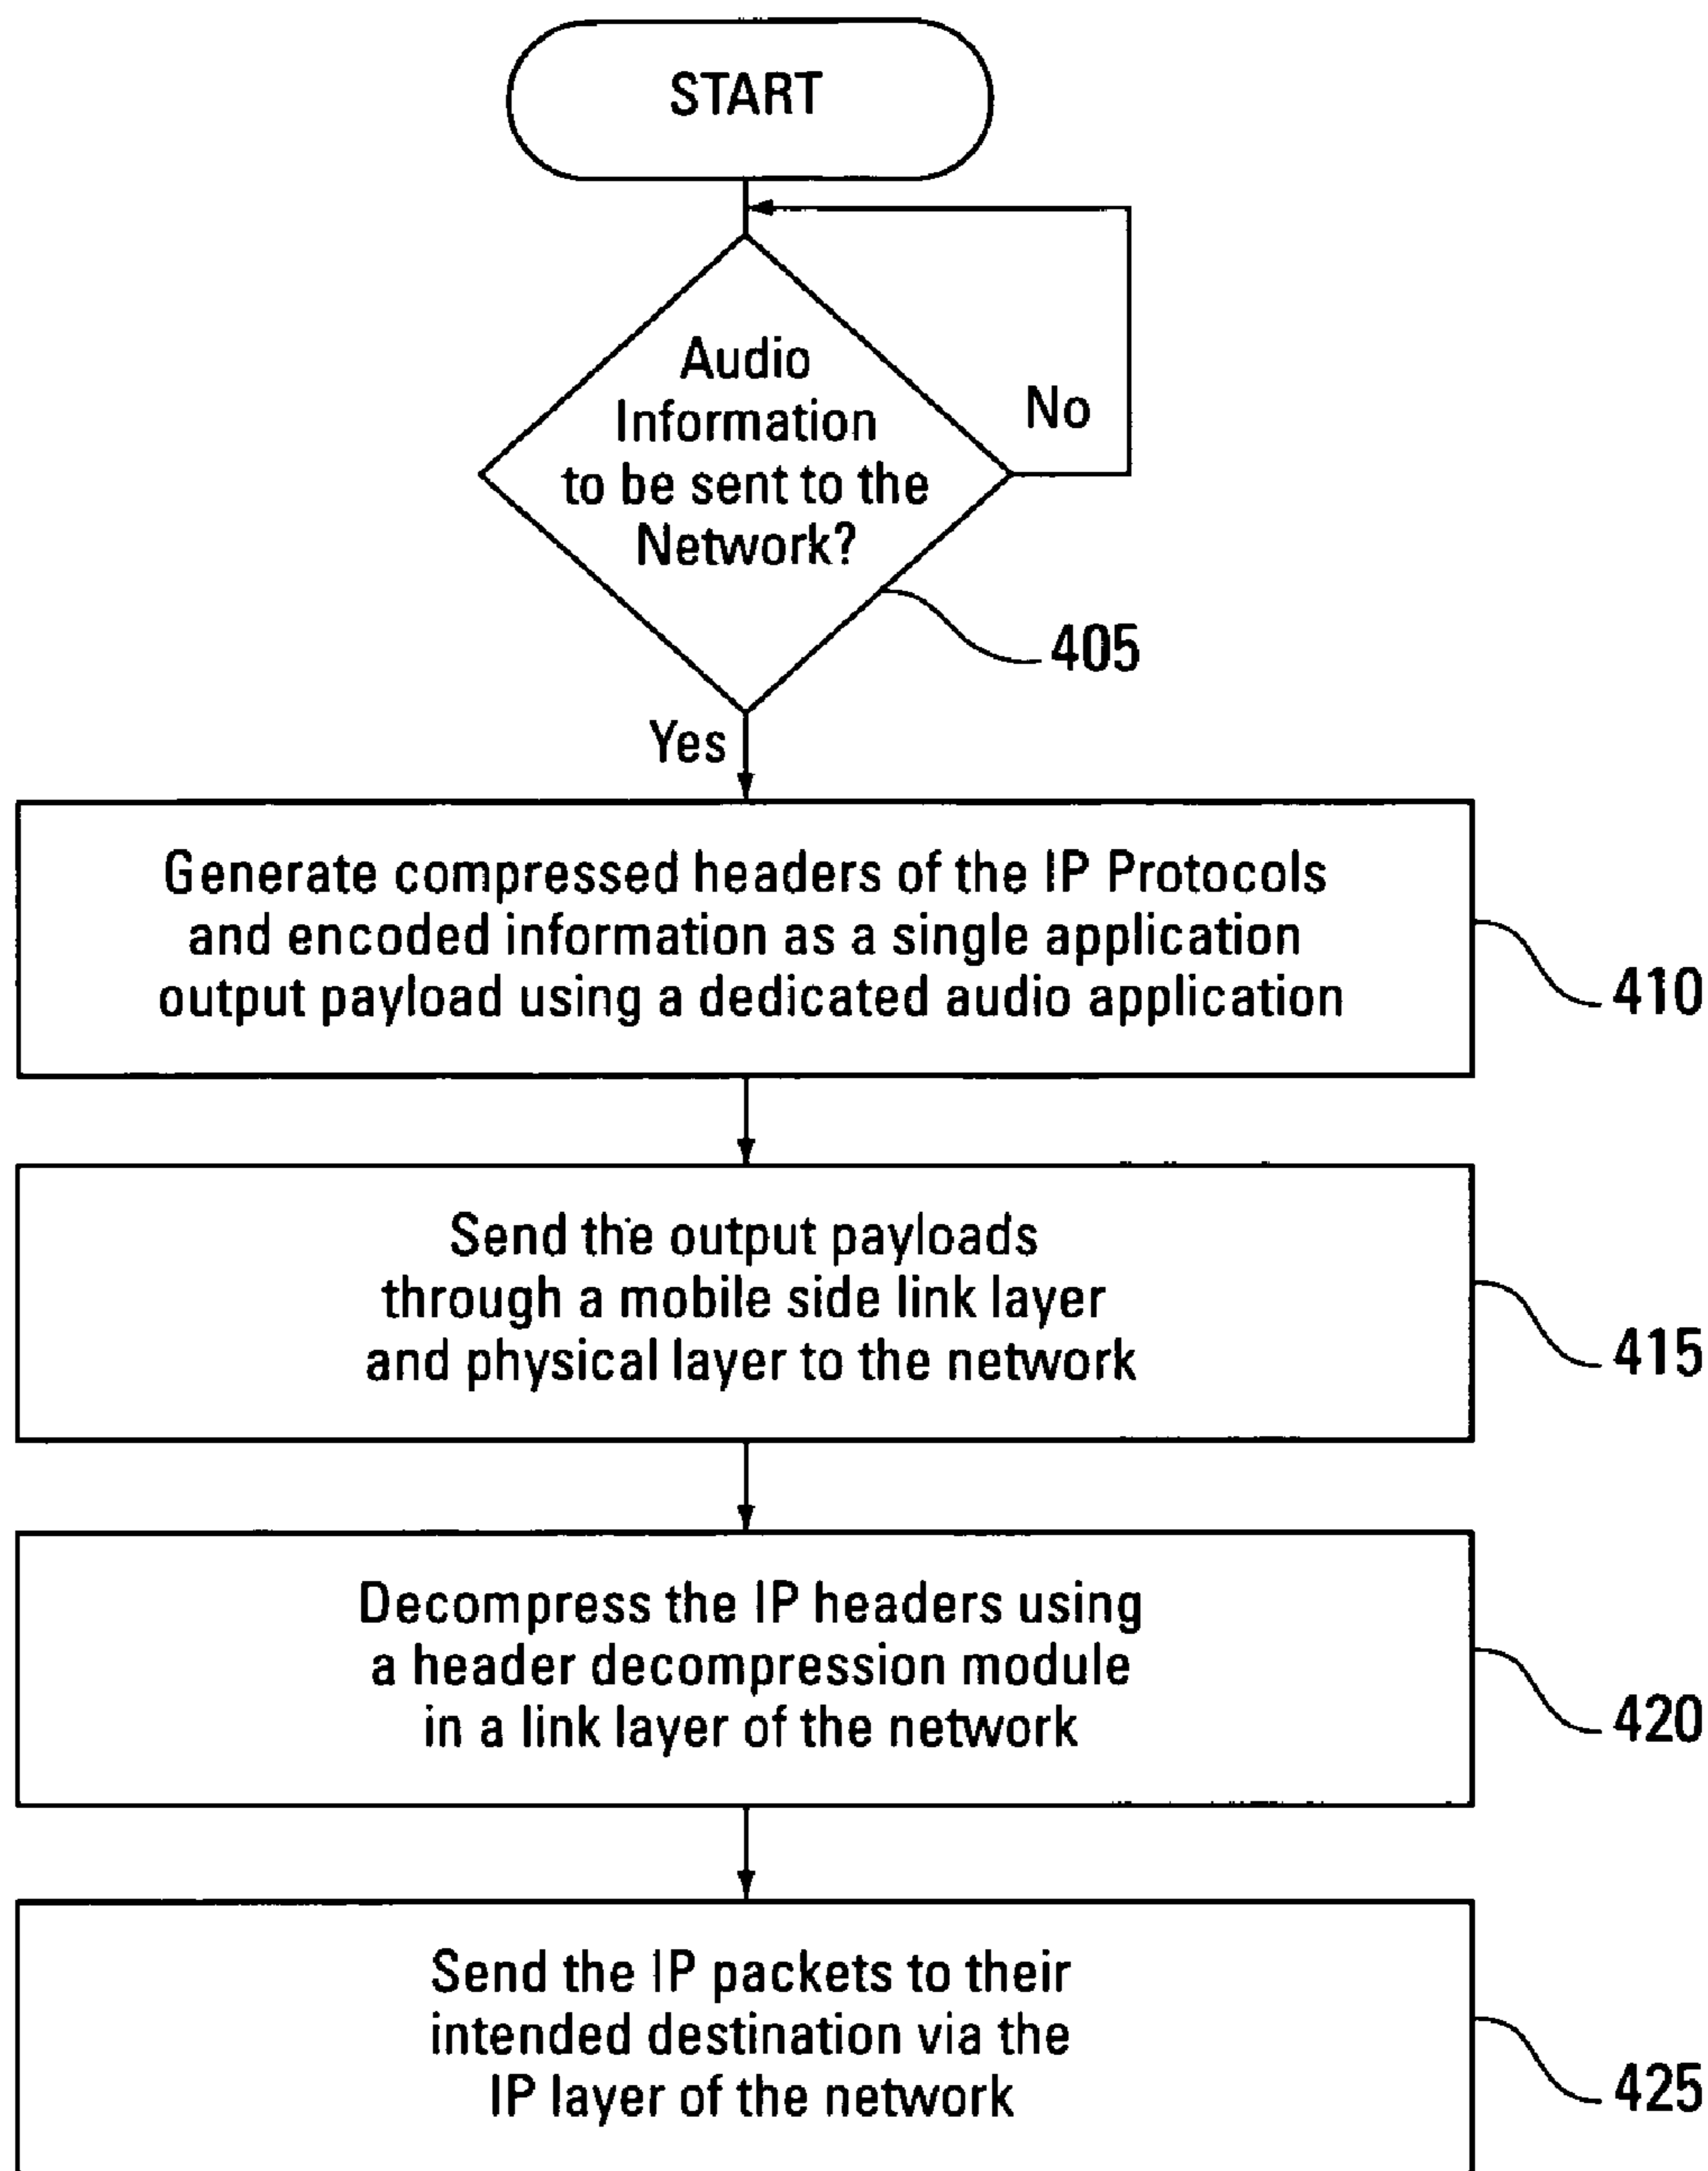 START
Audio
Information
to be sent to the
Network?
No
405
Yes
Generate compressed headers of the IP Protocols
and encoded information as a single application
output payload using a dedicated audio application
410
Send the output payloads
through a mobile side link layer
and physical layer to the network
415
Decompress the IP headers using
a header decompression module
in a link layer of the network
420
Send the IP packets to their
intended destination via the
IP layer of the network
425